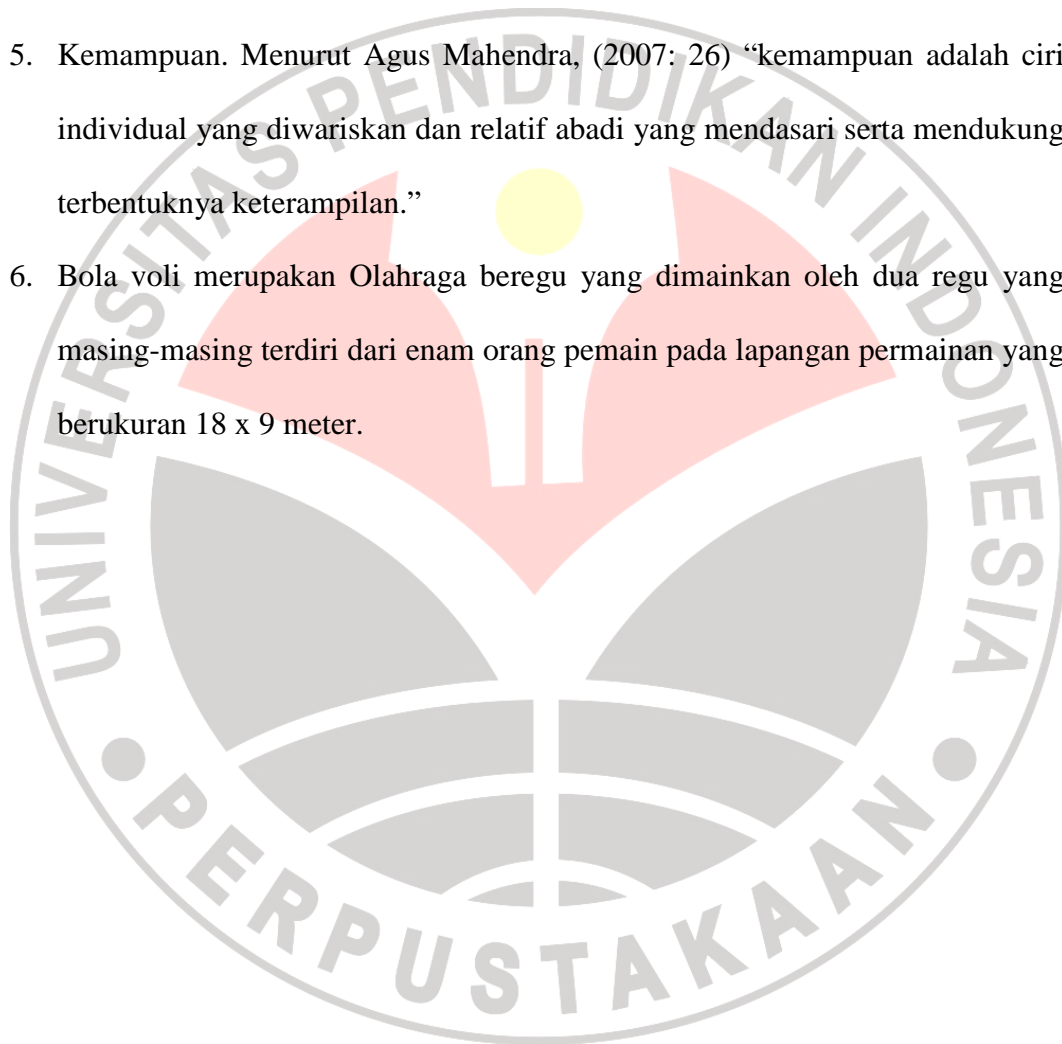 5. Kemampuan. Menurut Agus Mahendra, (2007: 26) “kemampuan adalah ciri
individual yang diwariskan dan relatif abadi yang mendasari serta mendukung
terbentuknya keterampilan.”
6. Bola voli merupakan Olahraga beregu yang dimainkan oleh dua regu yang
masing-masing terdiri dari enam orang pemain pada lapangan permainan yang
berukuran 18 x 9 meter.
UNIVERSITAS PENDIDIKAN INDONESIA
PERPUSTAKAAN